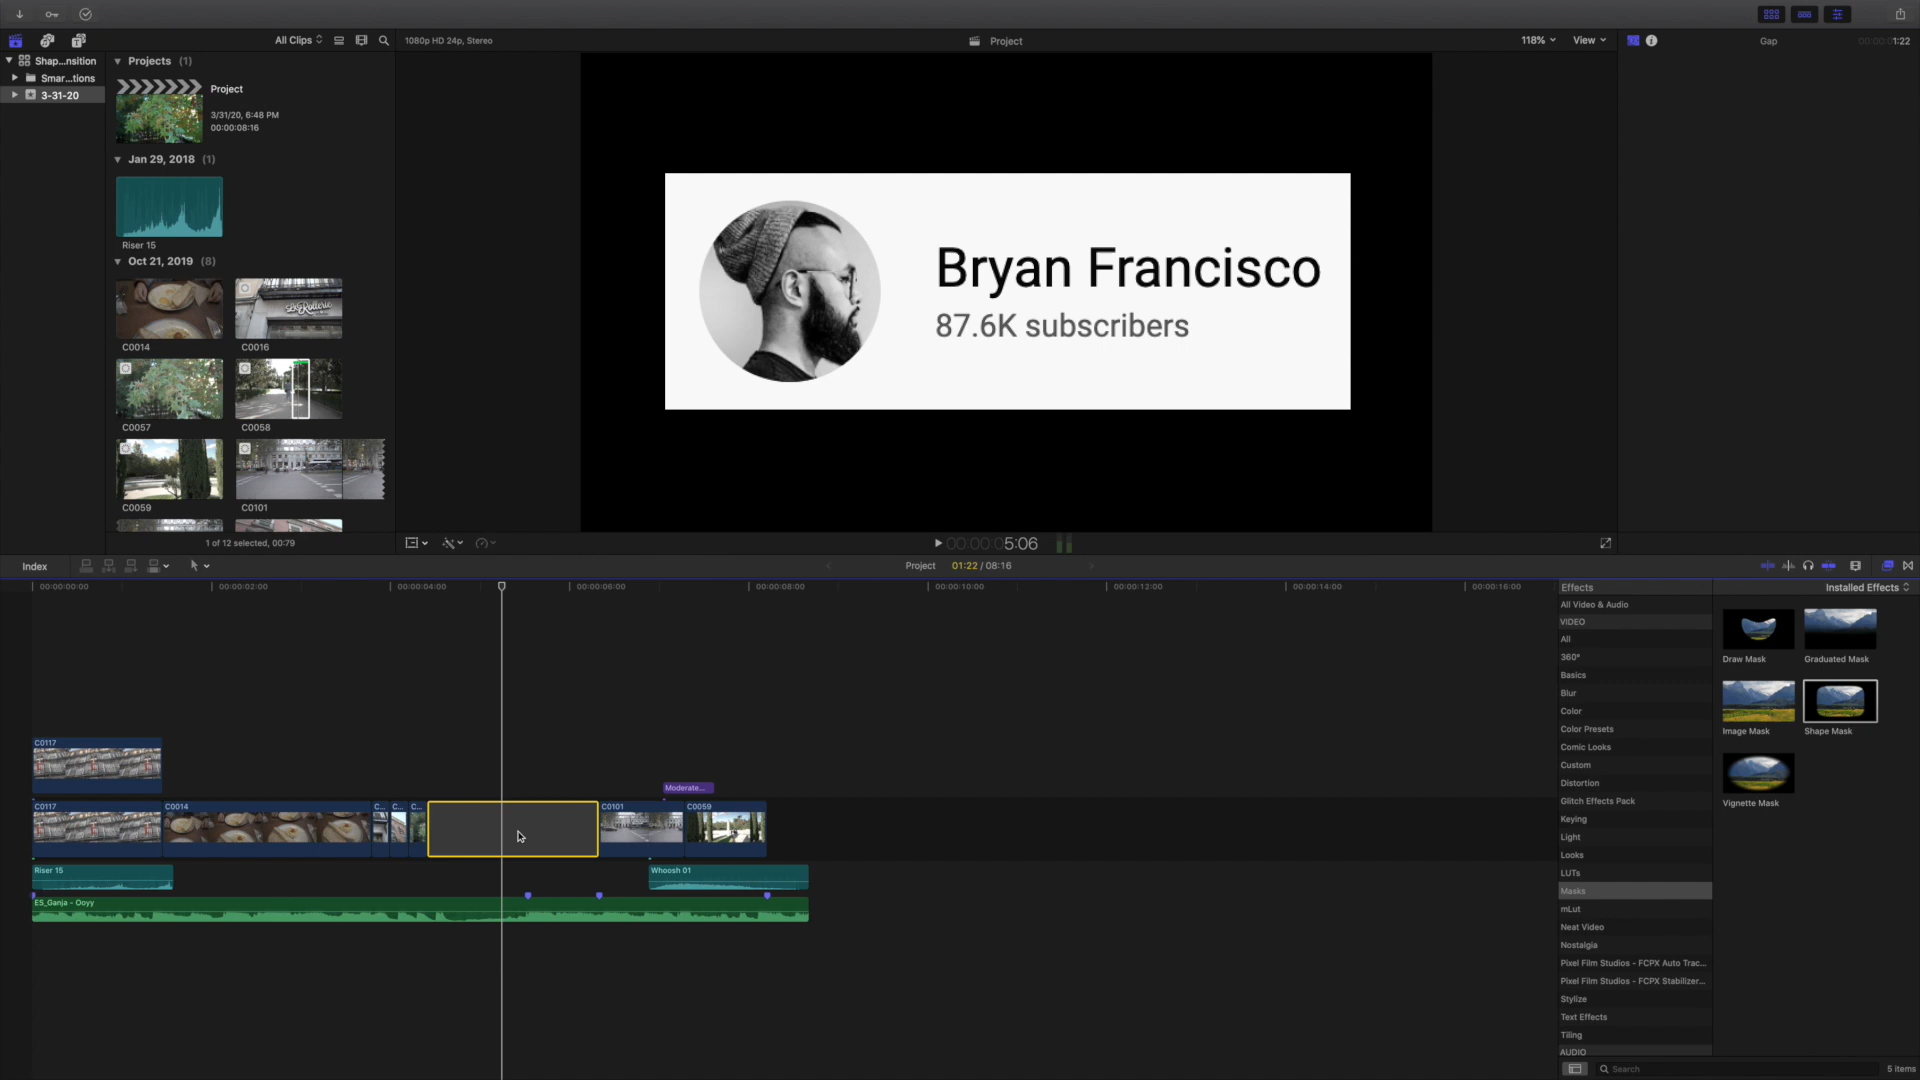 All Clips
1080p HD 24p, Stereo
Project
118%
View
Gap
00:00:01:22
Shap...nsition
Smar...tions
3-31-20
Projects (1)
Project
3/31/20, 6:48 PM
00:00:08:16
Jan 29, 2018 (1)
Riser 15
Oct 21, 2019 (8)
C0014
C0016
C0057
C0058
C0059
C0101
1 of 12 selected, 00:79
Bryan Francisco
87.6K subscribers
00:00:05:06
Index
Project 01:22 / 08:16
00:00:00:00
00:00:02:00
00:00:04:00
00:00:06:00
00:00:08:00
00:00:10:00
00:00:12:00
00:00:14:00
00:00:16:00
C0117
Moderate...
C0117
C0014
C...
C...
C...
C0101
C0059
Riser 15
Whoosh 01
ES_Ganja - Ooyy
Effects
Installed Effects
All Video & Audio
VIDEO
All
360°
Basics
Blur
Color
Color Presets
Comic Looks
Custom
Distortion
Glitch Effects Pack
Keying
Light
Looks
LUTs
Masks
mLut
Neat Video
Nostalgia
Pixel Film Studios - FCPX Auto Trac...
Pixel Film Studios - FCPX Stabilizer...
Stylize
Text Effects
Tiling
AUDIO
Draw Mask
Graduated Mask
Image Mask
Shape Mask
Vignette Mask
Search
5 items